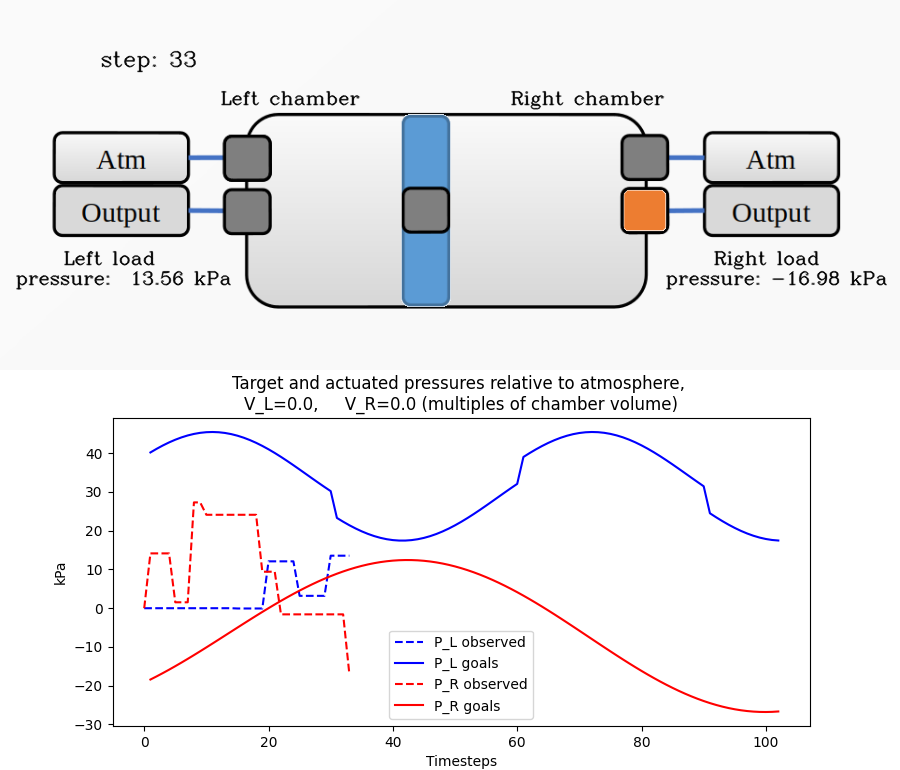 step: 33
Left chamber
Right chamber
Atm
Atm
Output
Output
Left load
pressure: 13.56 kPa
Right load
pressure: −16.98 kPa
Target and actuated pressures relative to atmosphere,
V_L=0.0, V_R=0.0 (multiples of chamber volume)
40
30
20
10
0
−10
−20
−30
kPa
P_L observed
P_L goals
P_R observed
P_R goals
0 20 40 60 80 100
Timesteps